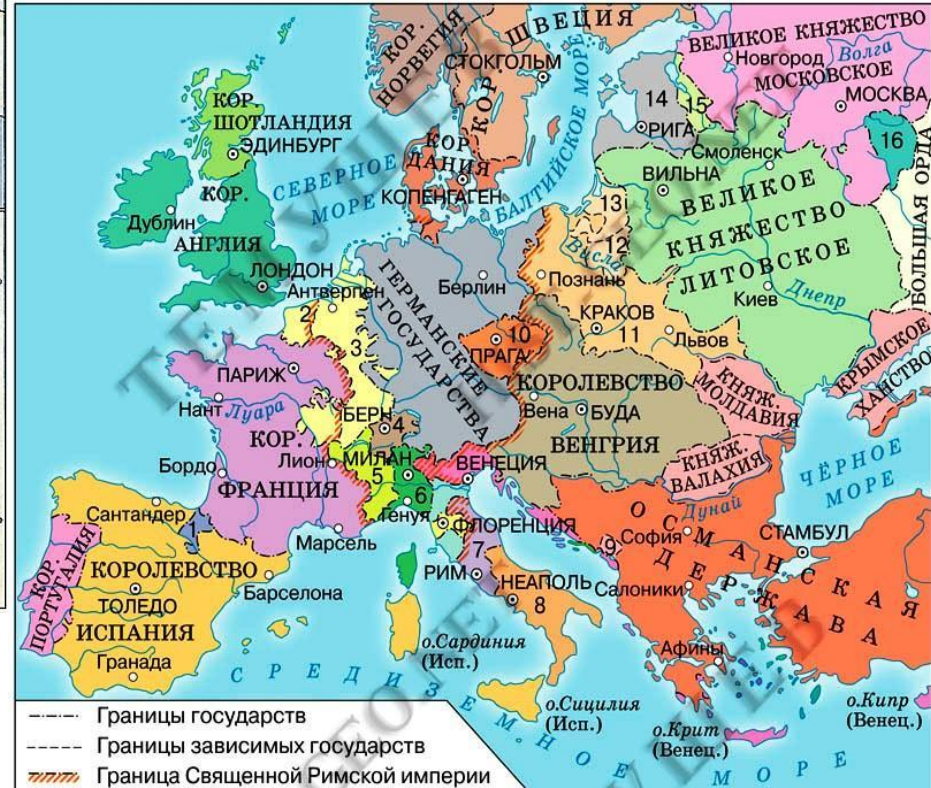 КОР. НОРВЕГИЯ
КОР. ШВЕЦИЯ
СТОКГОЛЬМ
ВЕЛИКОЕ КНЯЖЕСТВО
Новгород
Волга
МОСКОВСКОЕ
МОСКВА
14
15
16
РИГА
КОР.
ШОТЛАНДИЯ
ЭДИНБУРГ
СЕВЕРНОЕ
МОРЕ
КОР.
ДАНИЯ
КОПЕНГАГЕН
БАЛТИЙСКОЕ МОРЕ
Смоленск
ВИЛЬНА
ВЕЛИКОЕ
КНЯЖЕСТВО
ЛИТОВСКОЕ
БОЛЬШАЯ ОРДА
КОР.
Дублин
АНГЛИЯ
ЛОНДОН
Антверпен
2
3
ГЕРМАНСКИЕ
ГОСУДАРСТВА
Берлин
13
12
Висла
Познань
Киев
Днепр
КРАКОВ
11
Львов
10
ПРАГА
ПАРИЖ
Нант
Луара
БЕРН
4
КОРОЛЕВСТВО
Вена
БУДА
ВЕНГРИЯ
КНЯЖ.
МОЛДАВИЯ
КРЫМСКОЕ
ХАНСТВО
КОР.
ФРАНЦИЯ
Бордо
Лион
МИЛАН
5
6
ВЕНЕЦИЯ
КНЯЖ.
ВАЛАХИЯ
ЧЁРНОЕ
МОРЕ
Генуя
Марсель
ФЛОРЕНЦИЯ
7
9
Дунай
София
СТАМБУЛ
ОСМАНСКАЯ
ДЕРЖАВА
Сантандер
1
КОР.
ПОРТУГАЛИЯ
КОРОЛЕВСТВО
ТОЛЕДО
ИСПАНИЯ
Барселона
Гранада
РИМ
НЕАПОЛЬ
8
Салоники
Афины
о.Сардиния
(Исп.)
о.Сицилия
(Исп.)
о.Крит
(Венец.)
о.Кипр
(Венец.)
СРЕДИЗЕМНОЕ МОРЕ
Границы государств
Границы зависимых государств
Граница Священной Римской империи